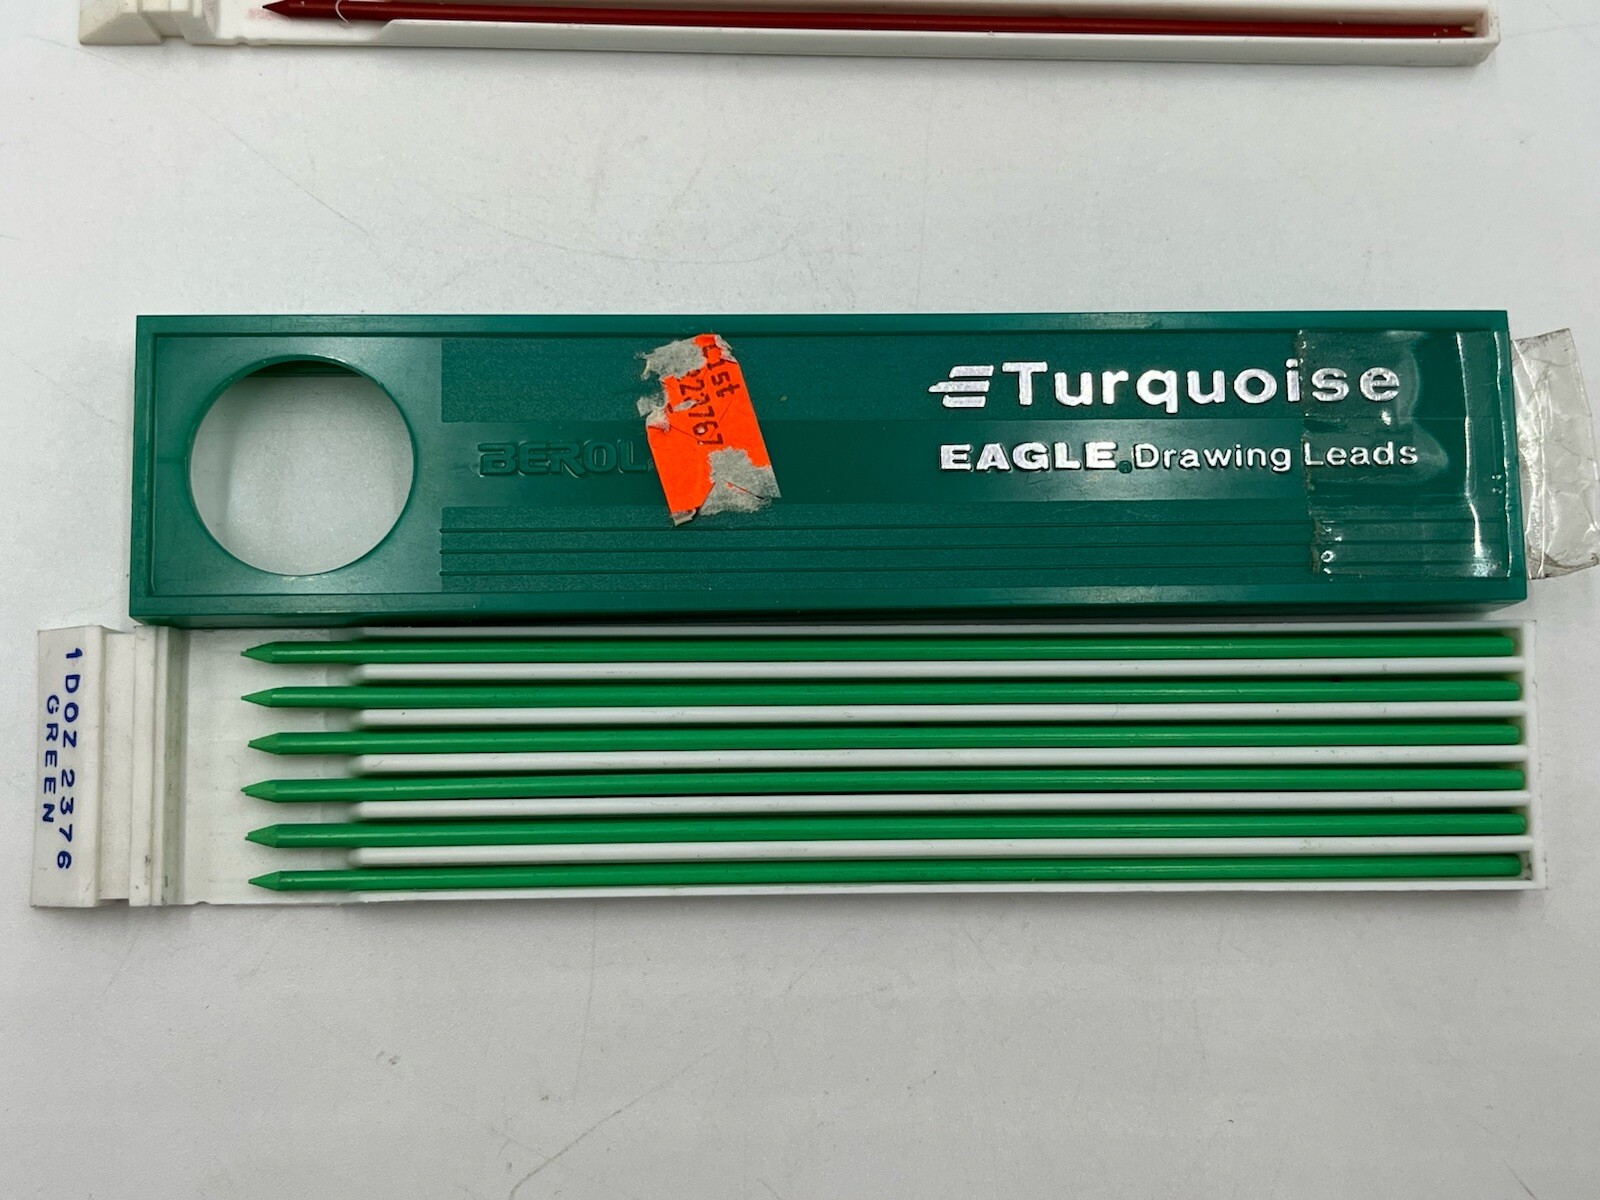 Turquoise
BEROL
EAGLE® Drawing Leads
1 DOZ 2376
GREEN